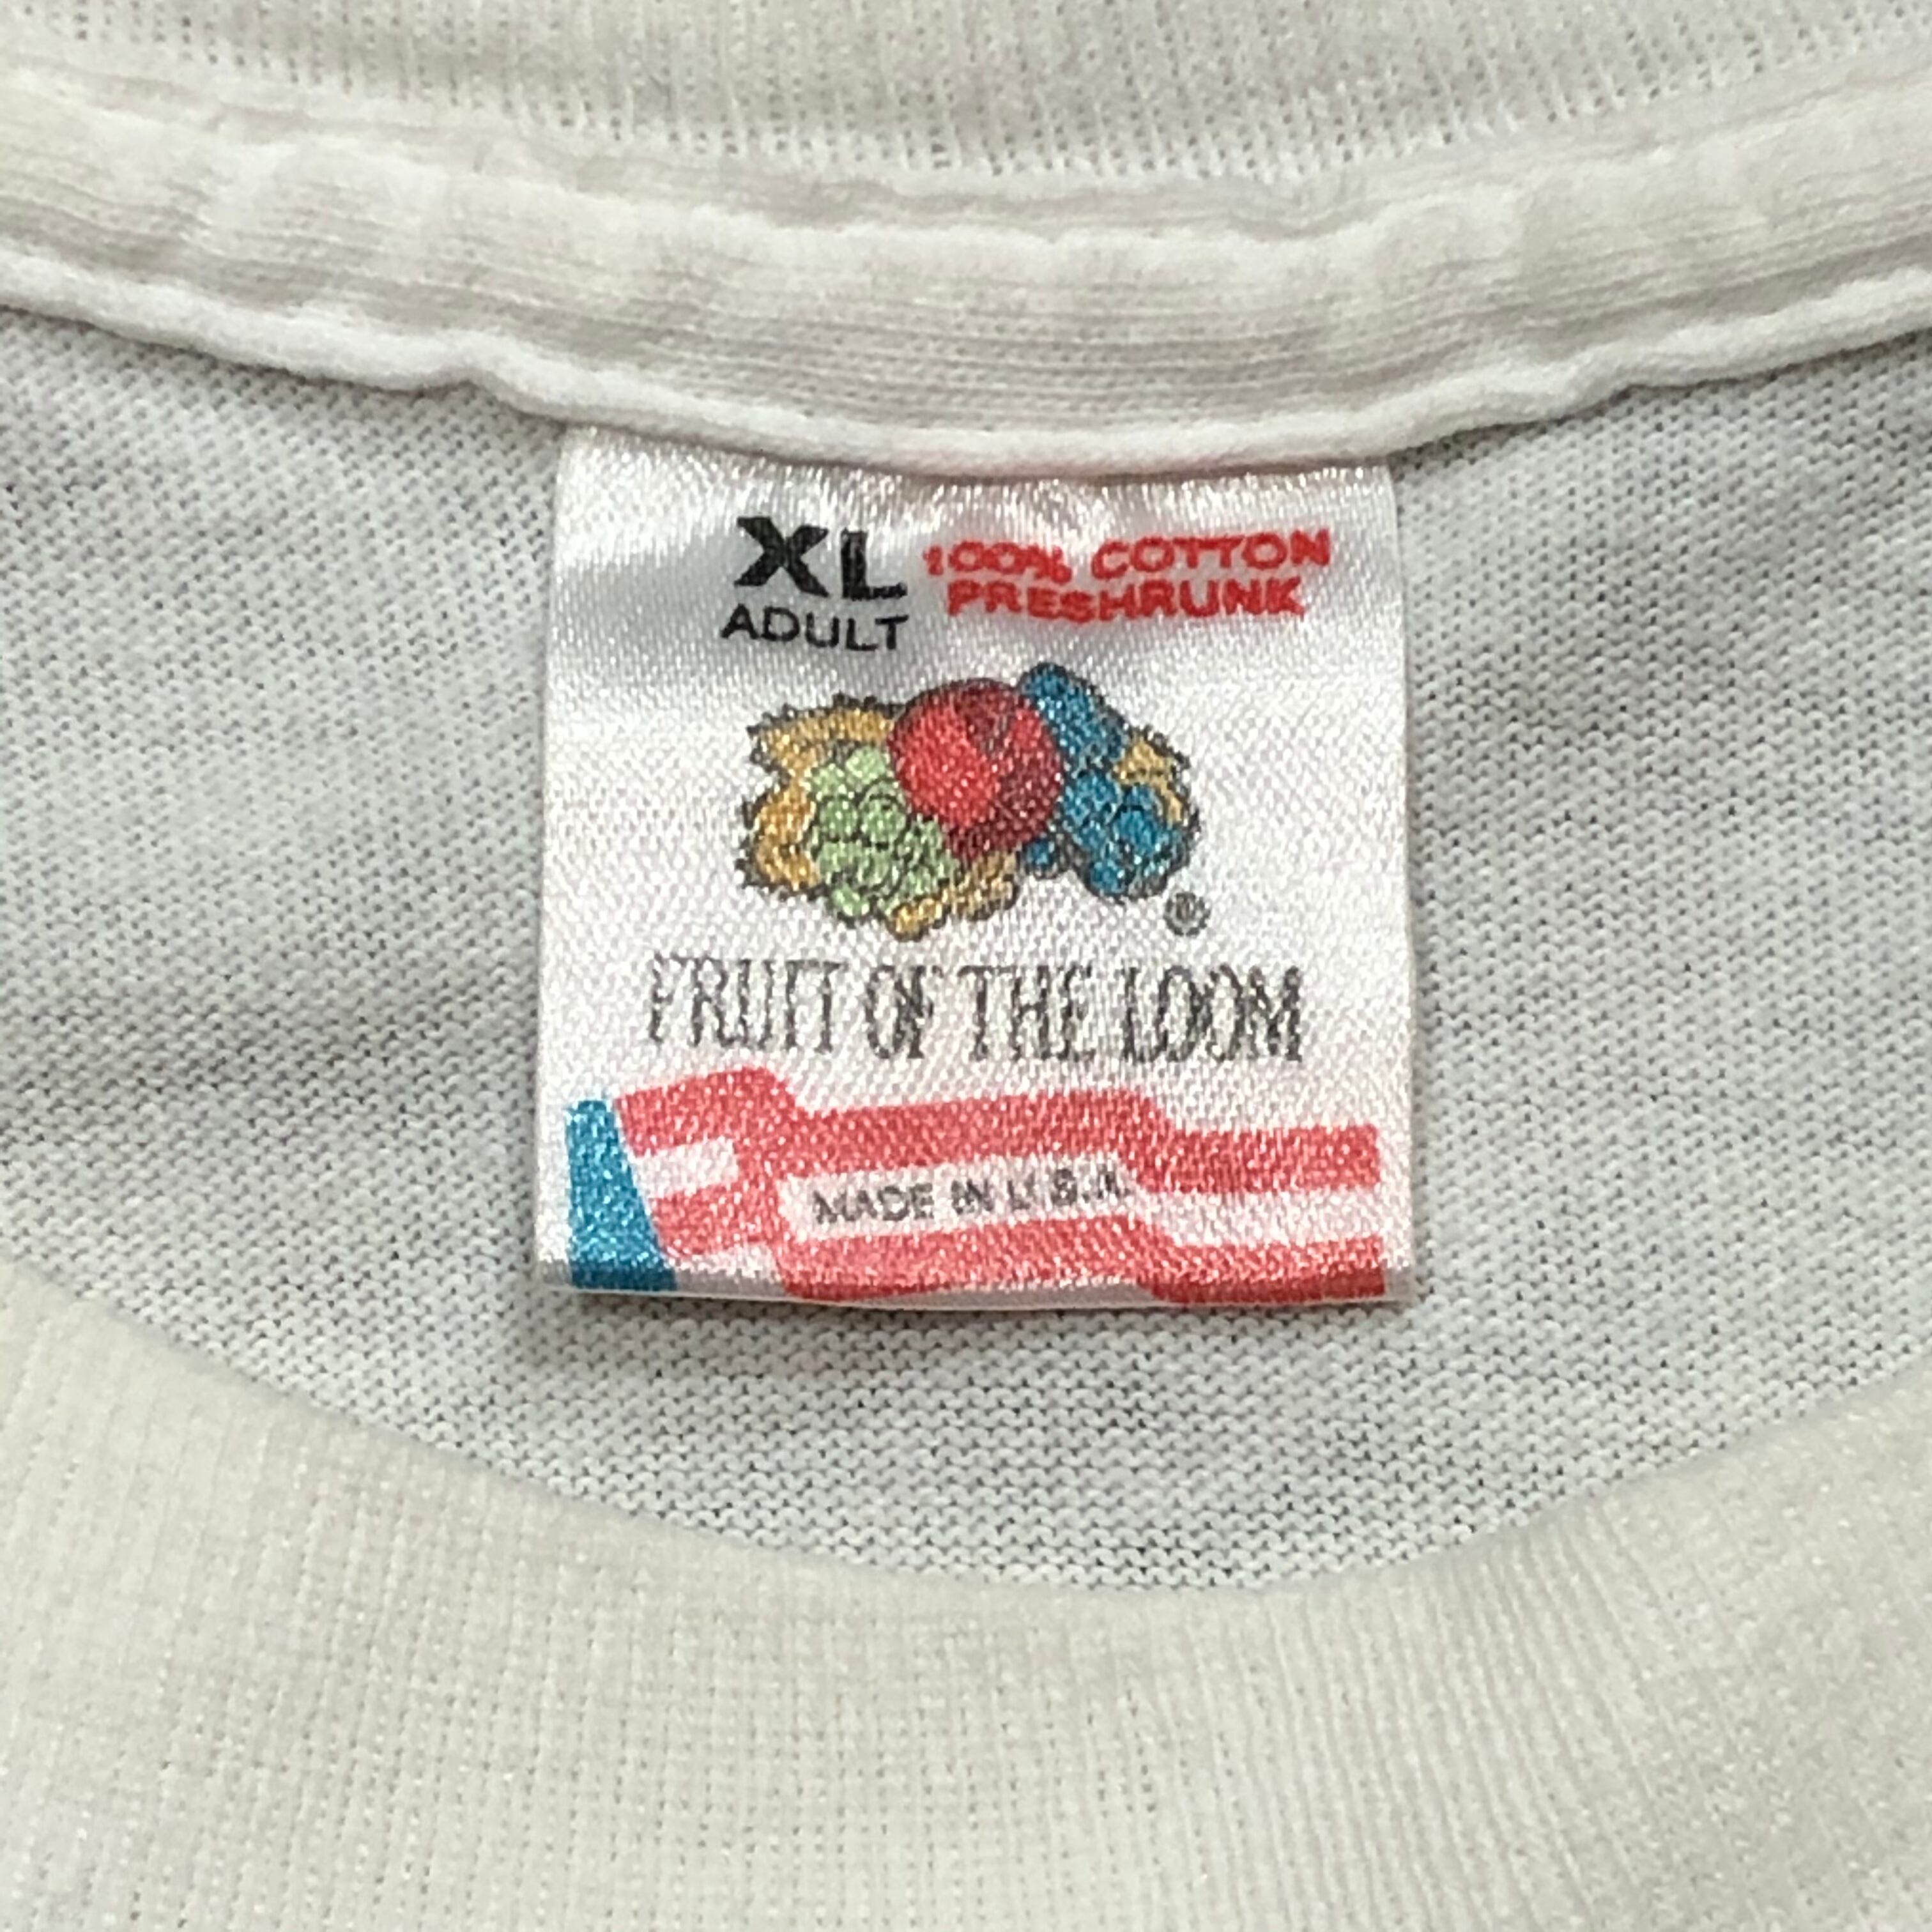 XL 100% COTTON
ADULT PRESHRUNK
®
FRUIT OF THE LOOM
MADE IN U.S.A.